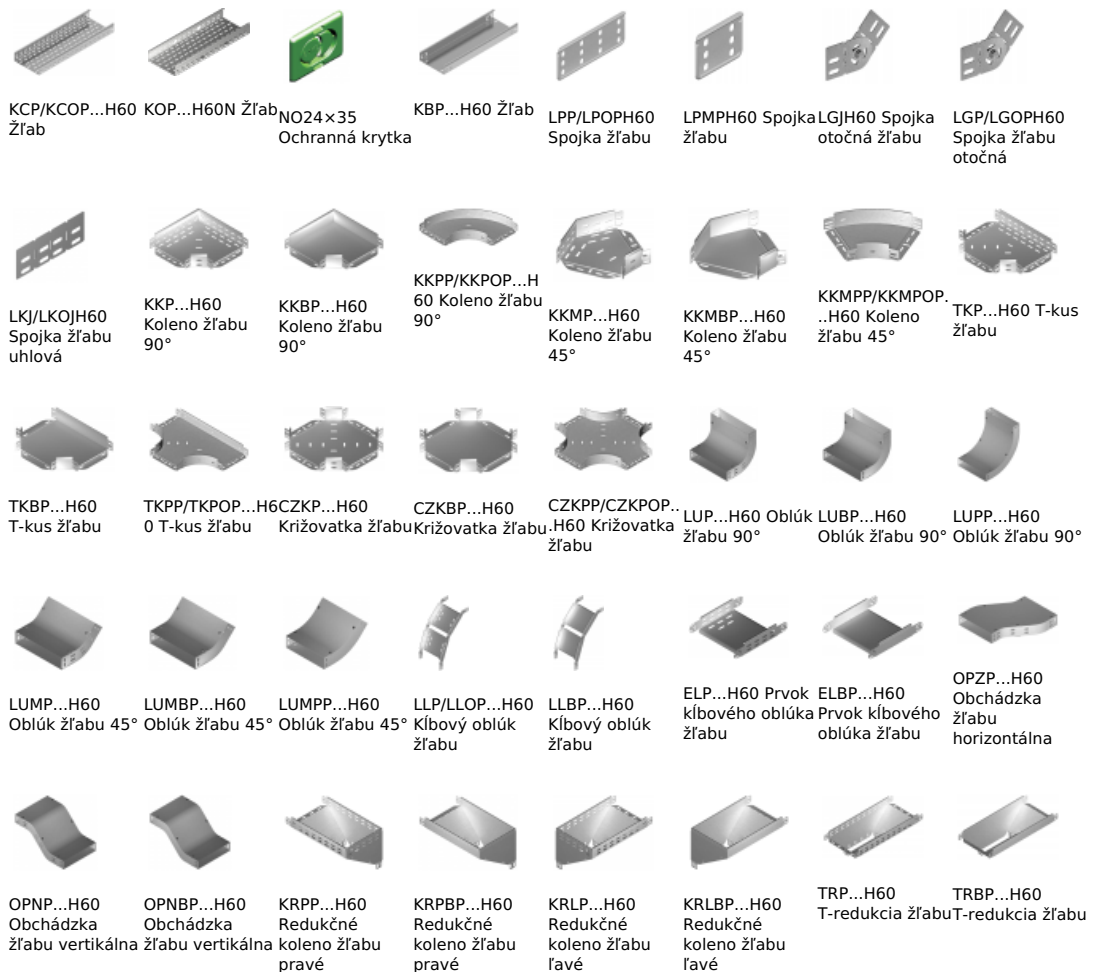 KCP/KCOP...H60
Žľab
KOP...H60N Žľab
NO24×35
Ochranná krytka
KBP...H60 Žľab
LPP/LPOPH60
Spojka žľabu
LPMPH60 Spojka
žľabu
LGJH60 Spojka
otočná žľabu
LGP/LGOPH60
Spojka žľabu
otočná
LKJ/LKOJH60
Spojka žľabu
uhlová
KKP...H60
Koleno žľabu
90°
KKBP...H60
Koleno žľabu
90°
KKPP/KKPOP...H
60 Koleno žľabu
90°
KKMP...H60
Koleno žľabu
45°
KKMBP...H60
Koleno žľabu
45°
KKMPP/KKMPOP.
..H60 Koleno
žľabu 45°
TKP...H60 T-kus
žľabu
TKBP...H60
T-kus žľabu
TKPP/TKPOP...H6
0 T-kus žľabu
CZKP...H60
Križovatka žľabu
CZKBP...H60
Križovatka žľabu
CZKPP/CZKPOP..
.H60 Križovatka
žľabu
LUP...H60 Oblúk
žľabu 90°
LUBP...H60
Oblúk žľabu 90°
LUPP...H60
Oblúk žľabu 90°
LUMP...H60
Oblúk žľabu 45°
LUMBP...H60
Oblúk žľabu 45°
LUMPP...H60
Oblúk žľabu 45°
LLP/LLOP...H60
Kĺbový oblúk
žľabu
LLBP...H60
Kĺbový oblúk
žľabu
ELP...H60 Prvok
kĺbového oblúka
žľabu
ELBP...H60
Prvok kĺbového
oblúka žľabu
OPZP...H60
Obchádzka
žľabu
horizontálna
OPNP...H60
Obchádzka
žľabu vertikálna
OPNBP...H60
Obchádzka
žľabu vertikálna
KRPP...H60
Redukčné
koleno žľabu
pravé
KRPBP...H60
Redukčné
koleno žľabu
pravé
KRLP...H60
Redukčné
koleno žľabu
ľavé
KRLBP...H60
Redukčné
koleno žľabu
ľavé
TRP...H60
T-redukcia žľabu
TRBP...H60
T-redukcia žľabu